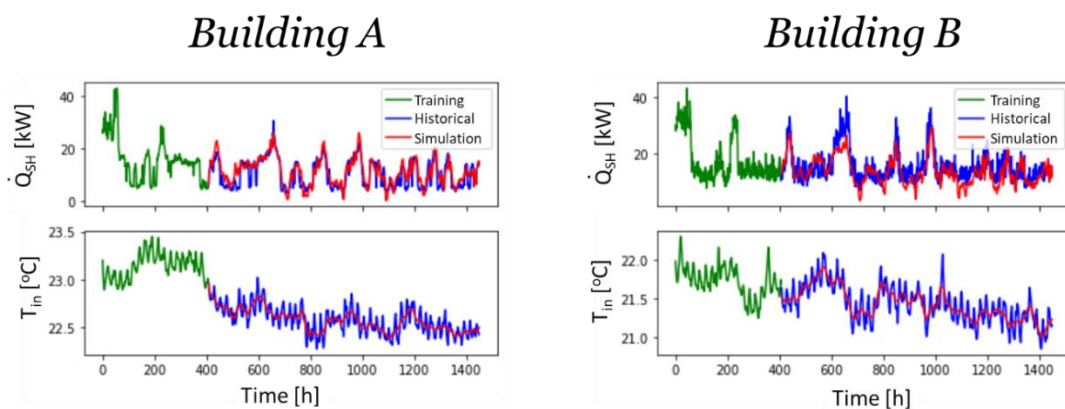 Building A
Building B
Q̇SH [kW]
40
20
0
Training
Historical
Simulation
Tin [oC]
23.5
23.0
22.5
0 200 400 600 800 1000 1200 1400
Time [h]
Q̇SH [kW]
40
20
Training
Historical
Simulation
Tin [oC]
22.0
21.5
21.0
0 200 400 600 800 1000 1200 1400
Time [h]